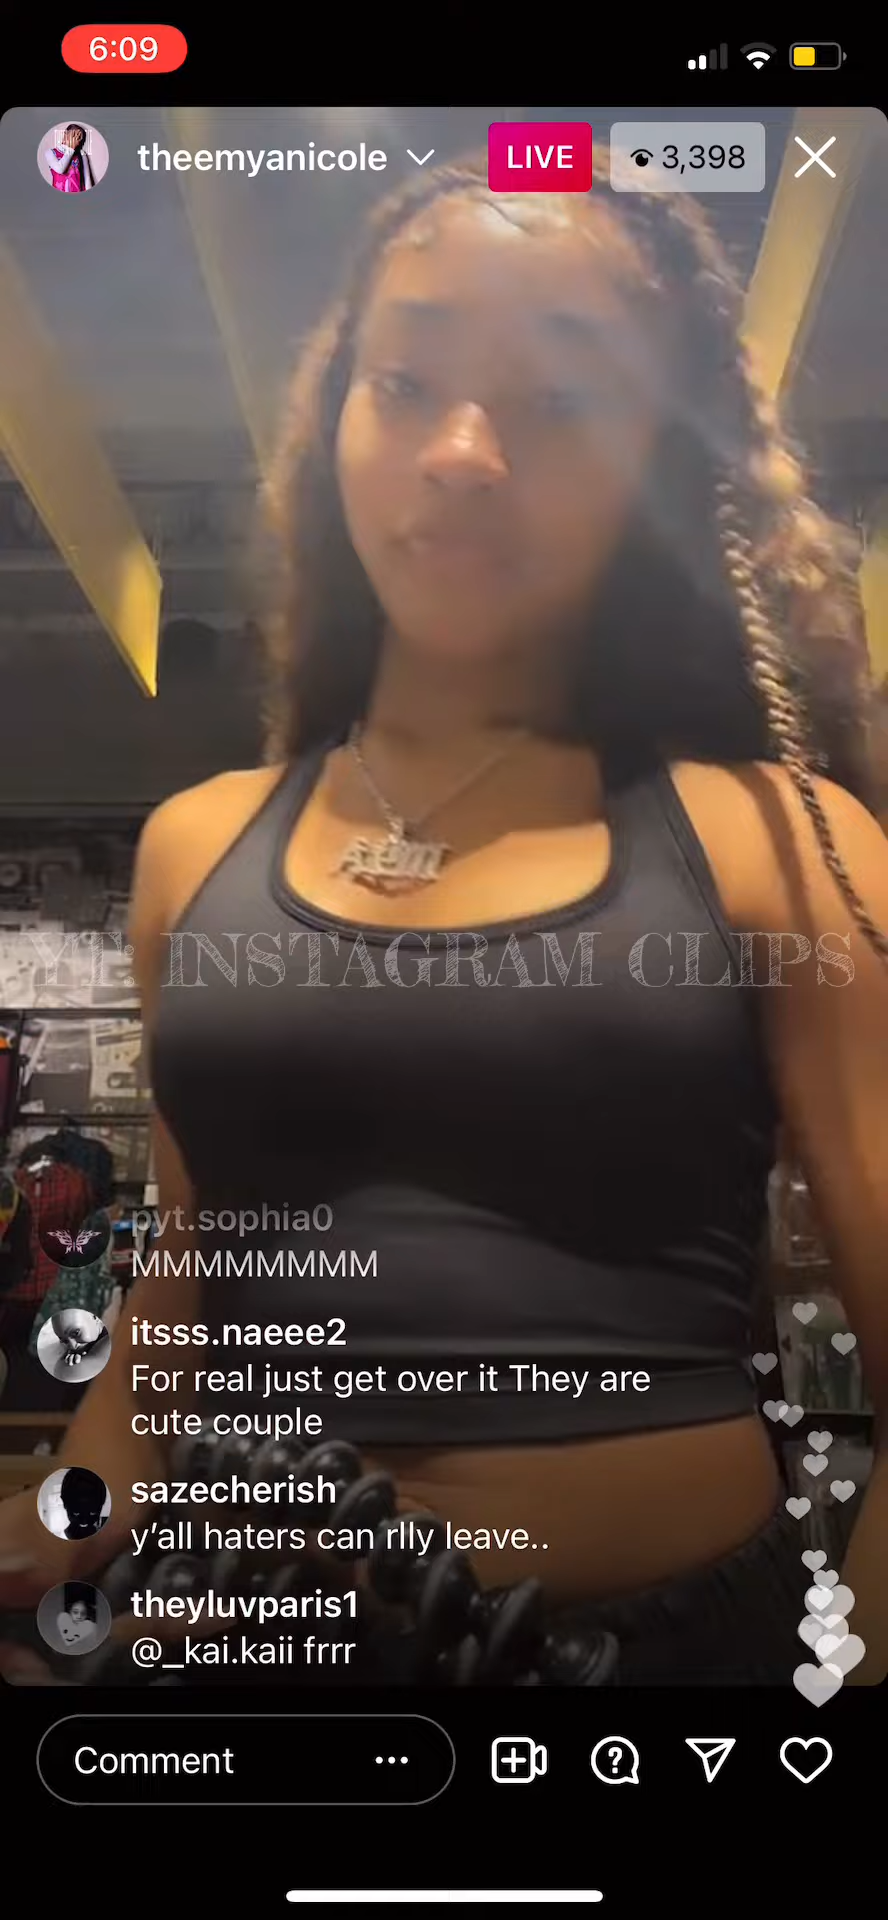 6:09
theemyanicole
LIVE
3,398
YT: INSTAGRAM CLIPS
pyt.sophia0
MMMMMMMM
itsss.naeee2
For real just get over it They are
cute couple
sazecherish
y’all haters can rlly leave..
theyluvparis1
@_kai.kaii frrr
Comment